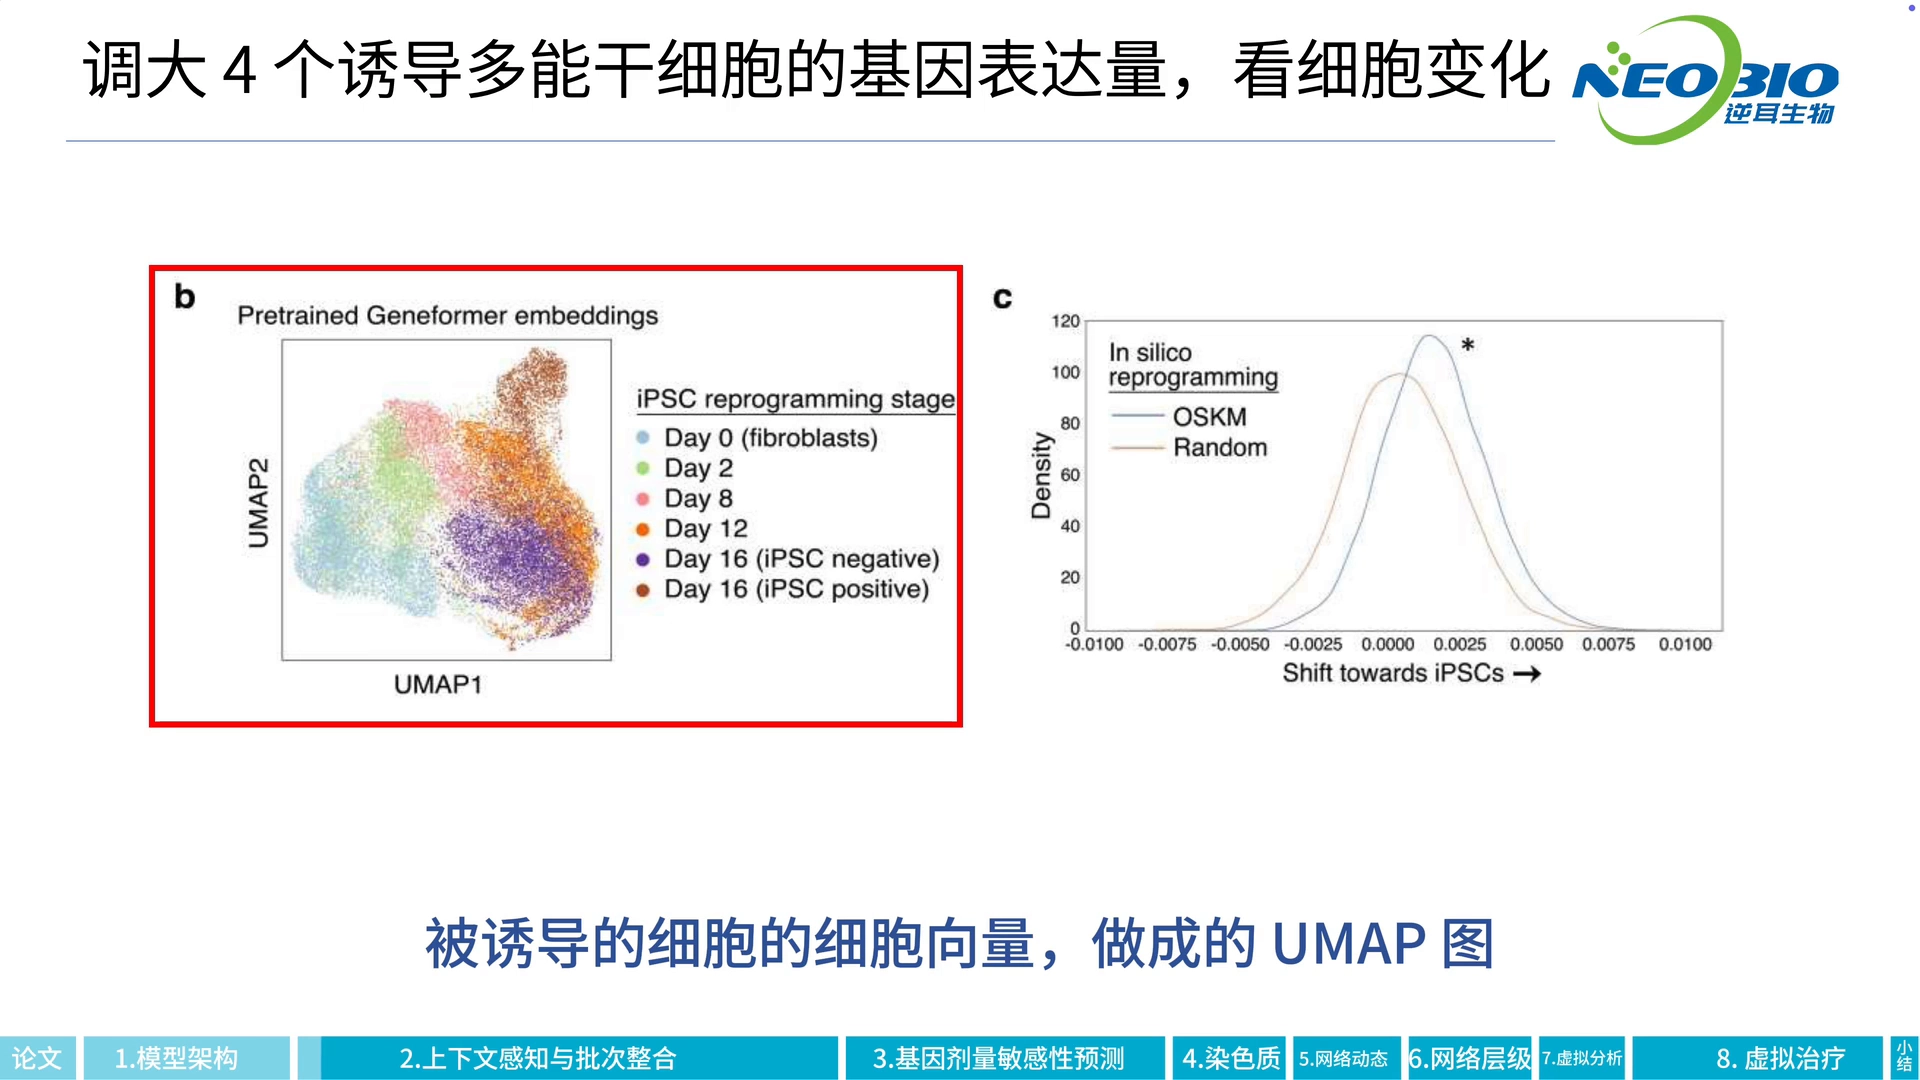 调大 4 个诱导多能干细胞的基因表达量，看细胞变化
NEOBIO
逆耳生物
b
Pretrained Geneformer embeddings
UMAP2
UMAP1
iPSC reprogramming stage
Day 0 (fibroblasts)
Day 2
Day 8
Day 12
Day 16 (iPSC negative)
Day 16 (iPSC positive)
c
120
100
80
60
40
20
0
Density
In silico
reprogramming
OSKM
Random
*
-0.0100 -0.0075 -0.0050 -0.0025 0.0000 0.0025 0.0050 0.0075 0.0100
Shift towards iPSCs →
被诱导的细胞的细胞向量，做成的 UMAP 图
论文 1.模型架构 2.上下文感知与批次整合 3.基因剂量敏感性预测 4.染色质 5.网络动态 6.网络层级 7.虚拟分析 8. 虚拟治疗 小结